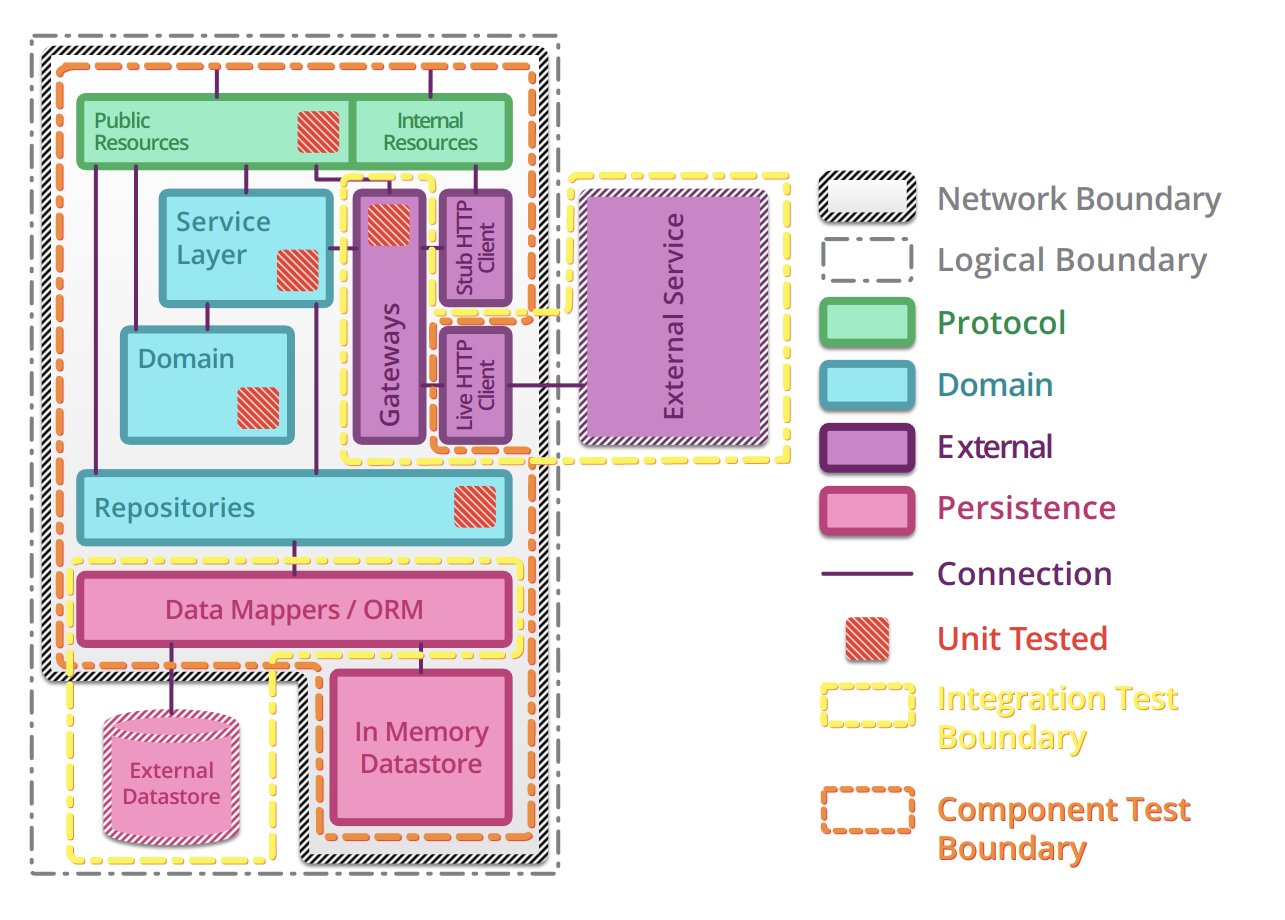 Public
Resources
Internal
Resources
Service
Layer
Gateways
Stub HTTP
Client
Live HTTP
Client
External Service
Domain
Repositories
Data Mappers / ORM
In Memory
Datastore
External
Datastore
Network Boundary
Logical Boundary
Protocol
Domain
External
Persistence
Connection
Unit Tested
Integration Test
Boundary
Component Test
Boundary